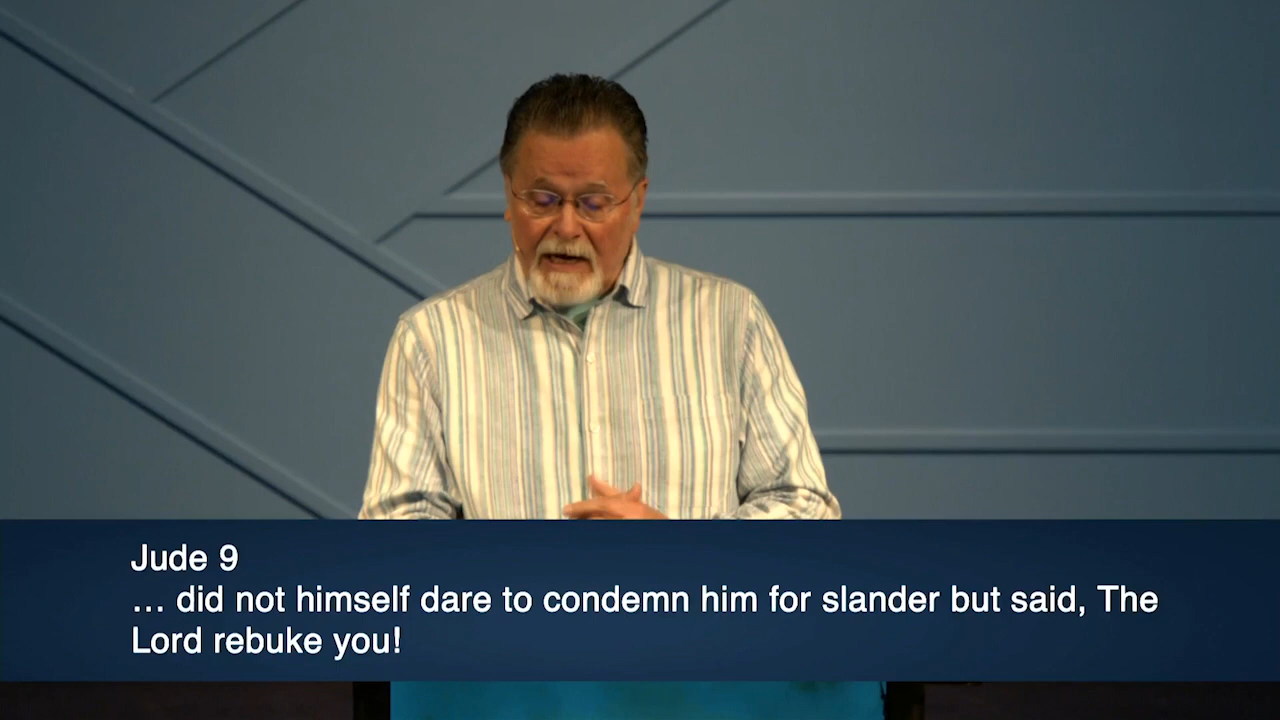 Jude 9
… did not himself dare to condemn him for slander but said, The
Lord rebuke you!